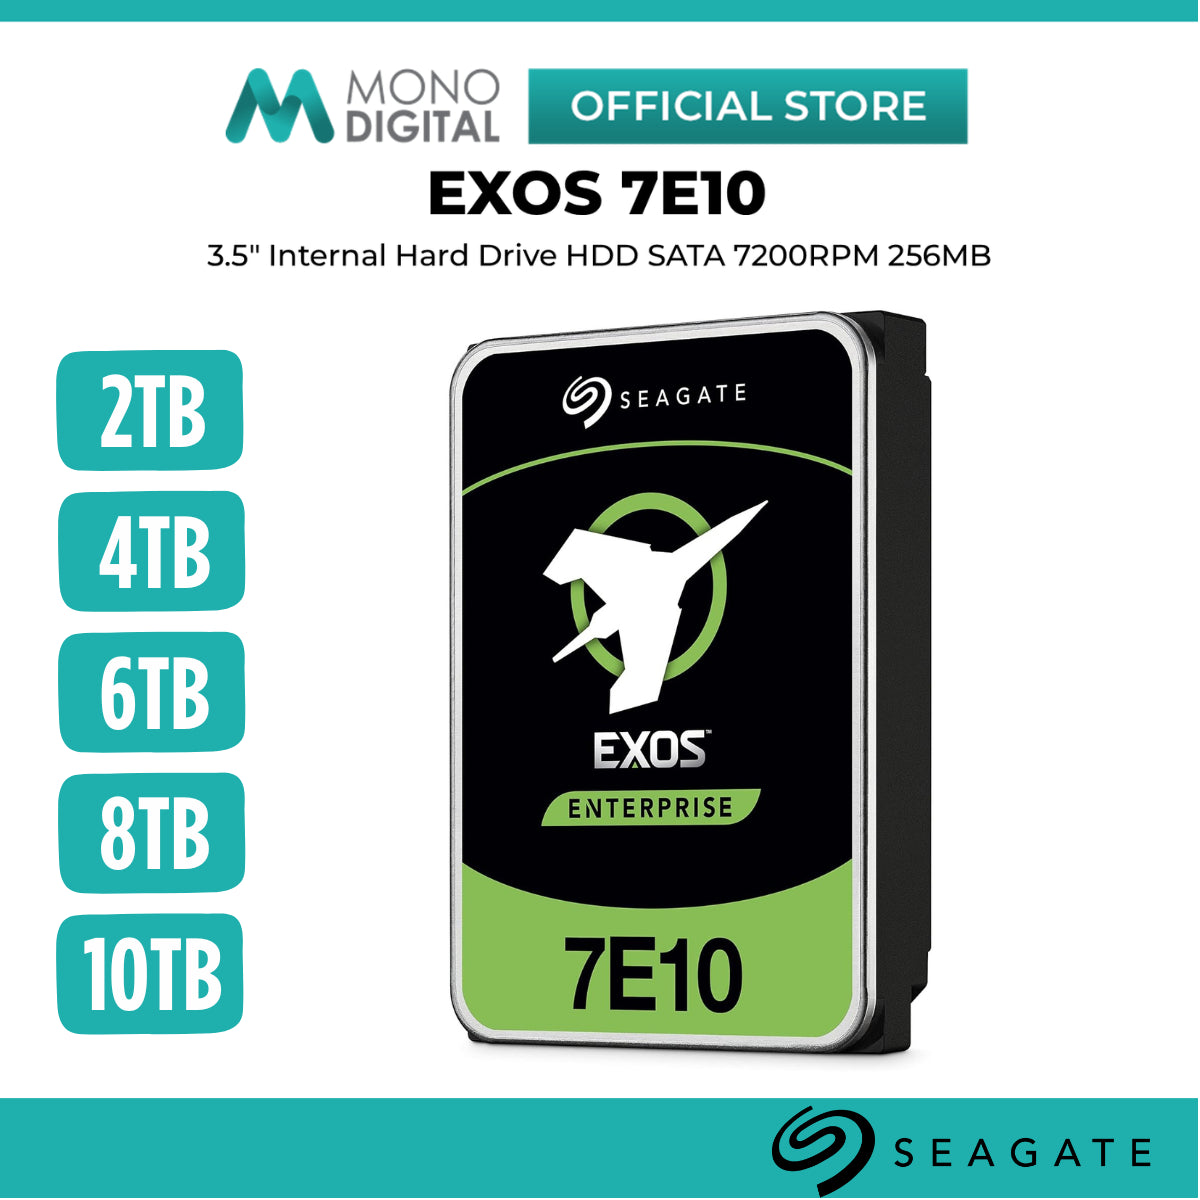 MONO
DIGITAL
OFFICIAL STORE
EXOS 7E10
3.5" Internal Hard Drive HDD SATA 7200RPM 256MB
2TB
4TB
6TB
8TB
10TB
SEAGATE
EXOS™
ENTERPRISE
7E10
SEAGATE